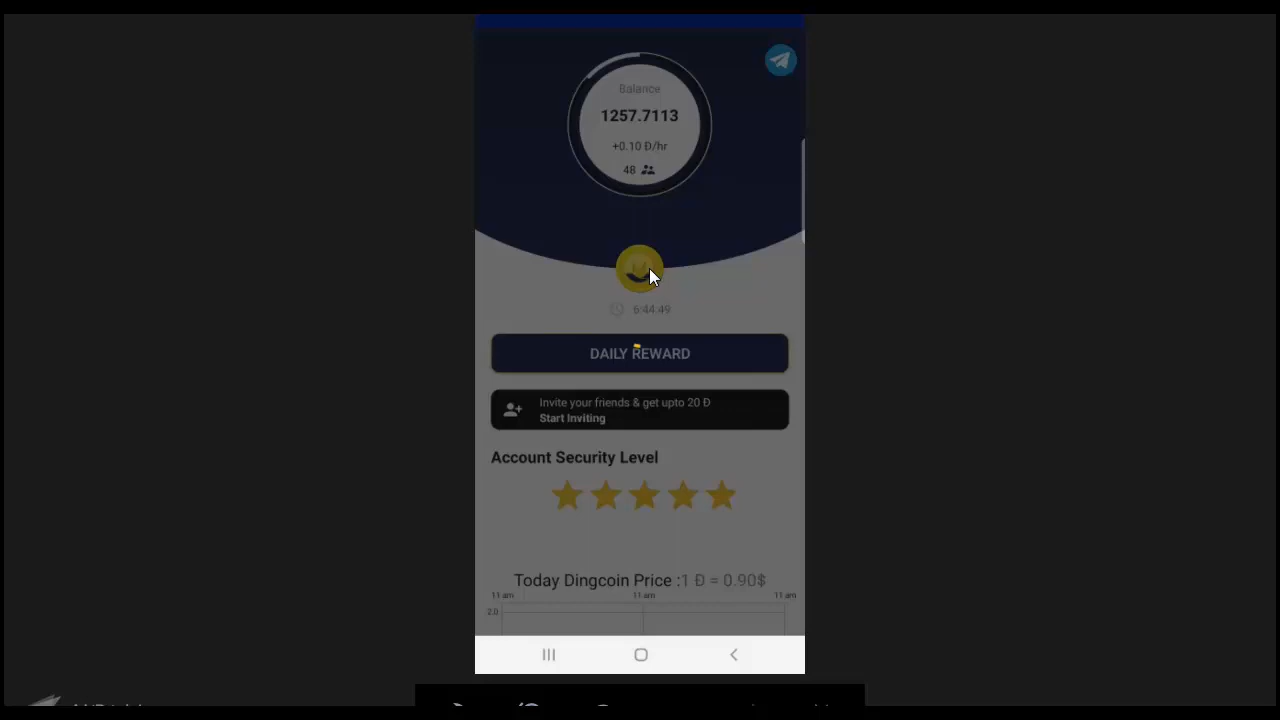 Balance
1257.7113
+0.10 Đ/hr
48
6:44:49
DAILY REWARD
Invite your friends & get upto 20 Đ
Start Inviting
Account Security Level
Today Dingcoin Price :1 Đ = 0.90$
11 am 11 am 11 am
2.0